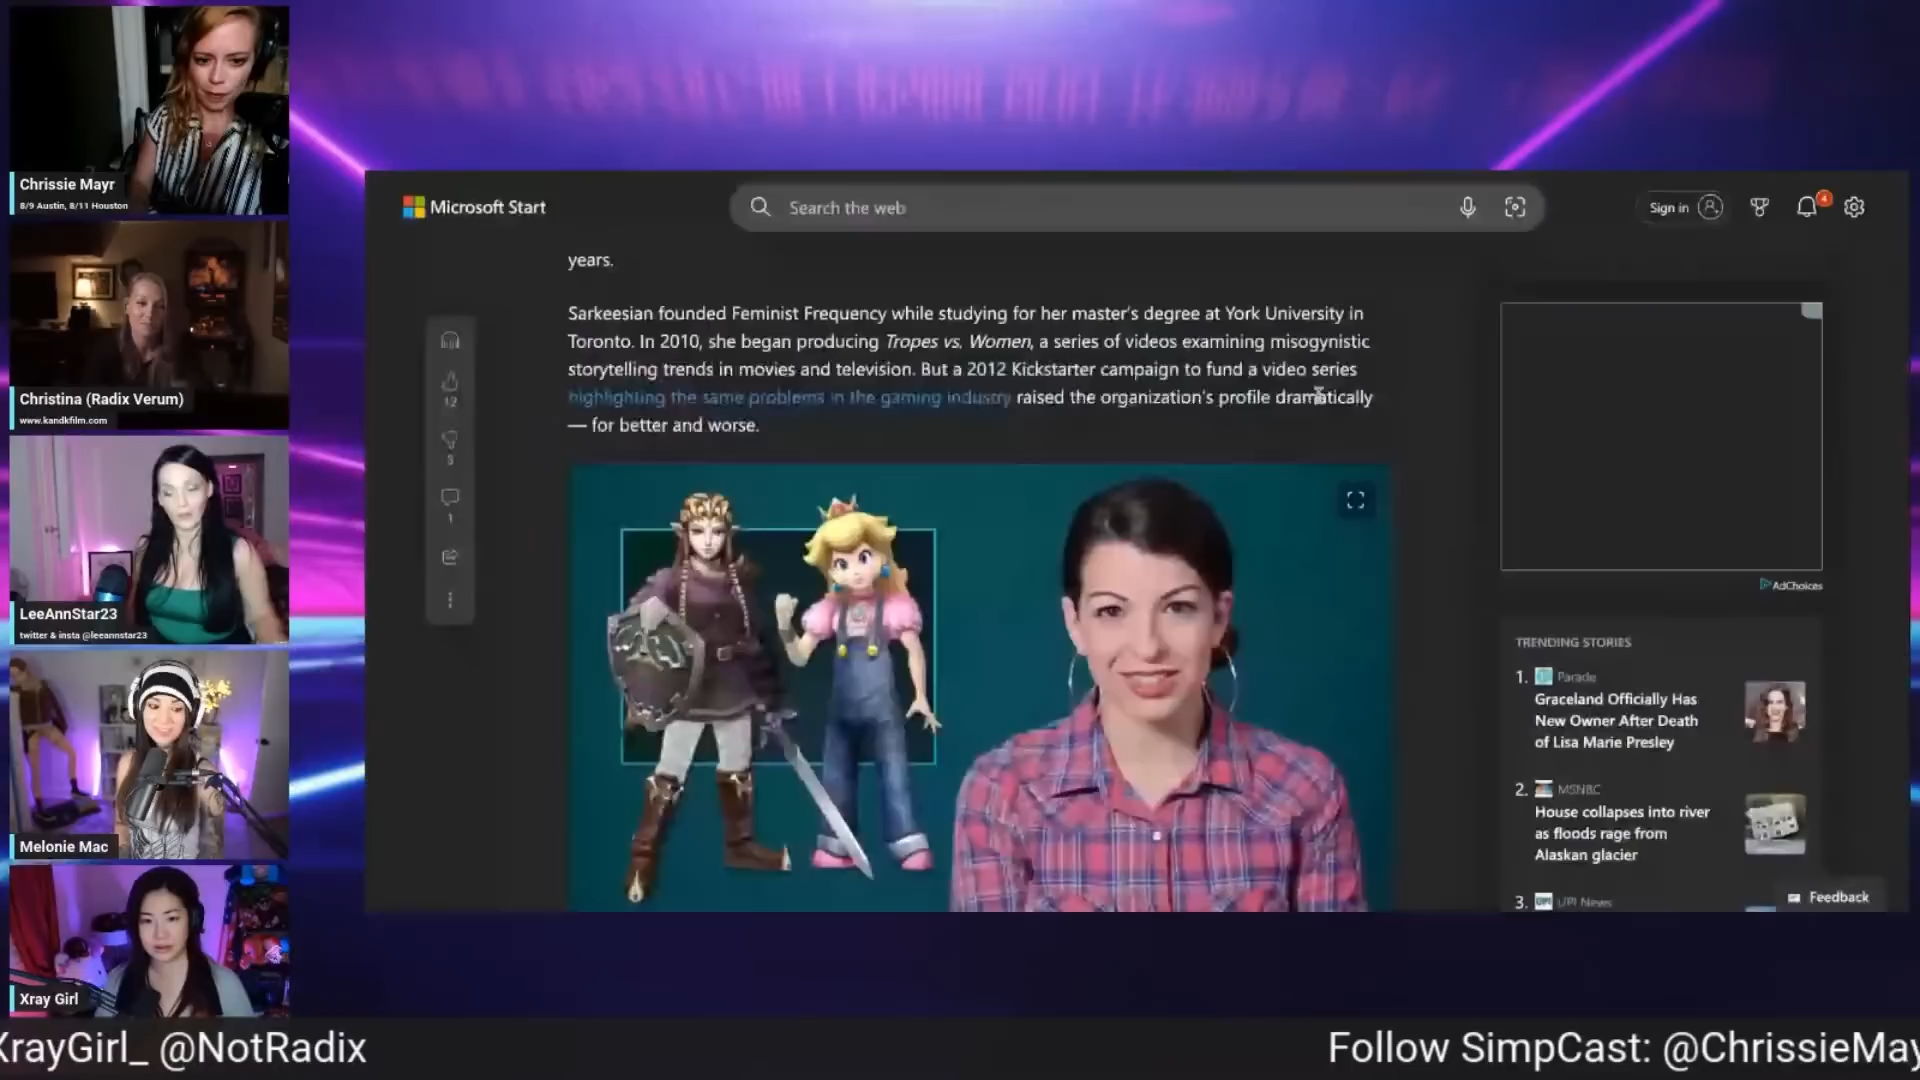 Chrissie Mayr
8/9 Austin, 8/11 Houston
Christina (Radix Verum)
www.kandkfilm.com
LeeAnnStar23
twitter & insta @leeannstar23
Melonie Mac
Xray Girl
Microsoft Start
Search the web
Sign in
4
years.
Sarkeesian founded Feminist Frequency while studying for her master's degree at York University in
Toronto. In 2010, she began producing Tropes vs. Women, a series of videos examining misogynistic
storytelling trends in movies and television. But a 2012 Kickstarter campaign to fund a video series
highlighting the same problems in the gaming industry raised the organization's profile dramatically
— for better and worse.
12
3
1
AdChoices
TRENDING STORIES
1. Parade
Graceland Officially Has
New Owner After Death
of Lisa Marie Presley
2. MSNBC
House collapses into river
as floods rage from
Alaskan glacier
3. UPI News
Feedback
XrayGirl_ @NotRadix
Follow SimpCast: @ChrissieMay